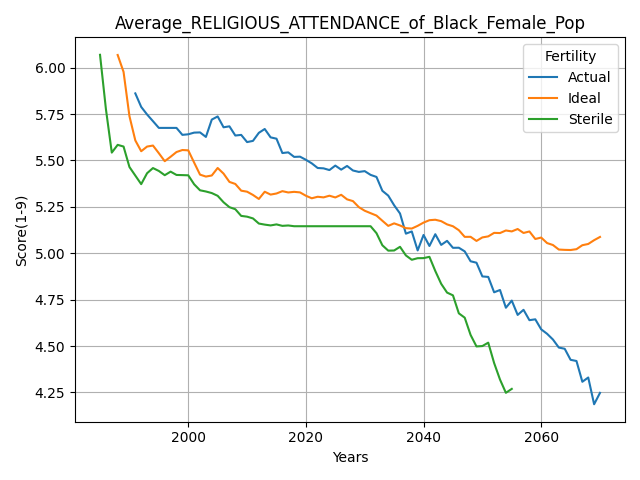 Average_RELIGIOUS_ATTENDANCE_of_Black_Female_Pop
Fertility
Actual
Ideal
Sterile
Score(1-9)
6.00
5.75
5.50
5.25
5.00
4.75
4.50
4.25
2000 2020 2040 2060
Years